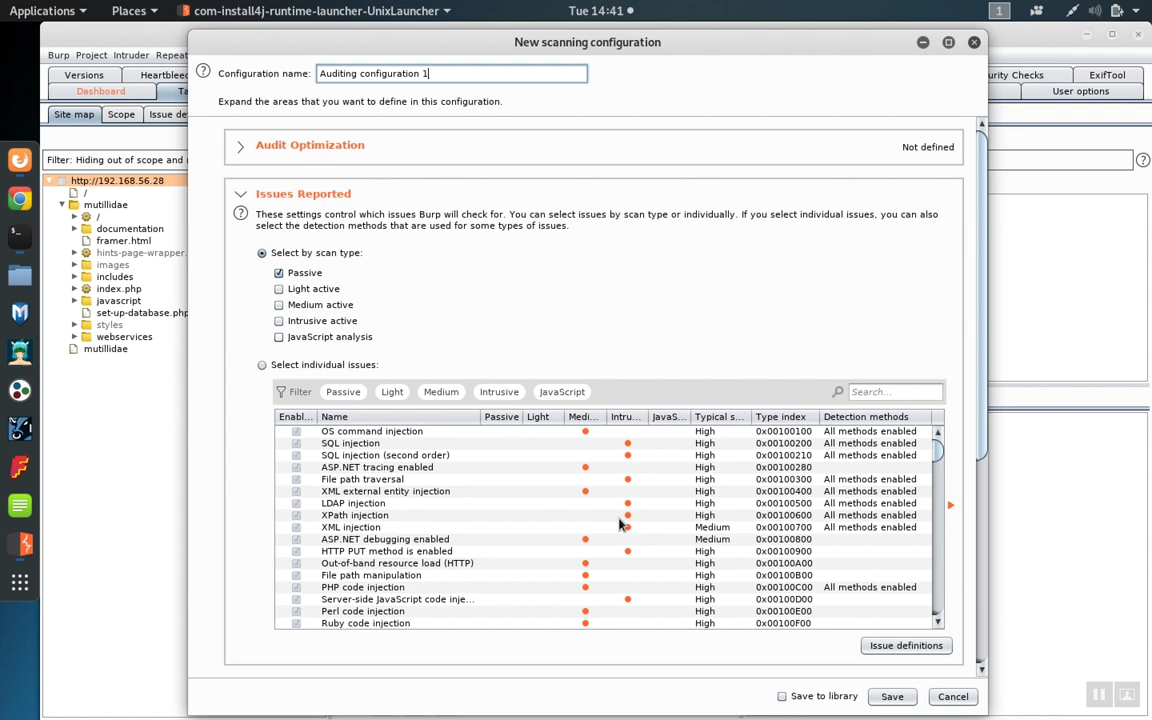 Applications Places com-install4j-runtime-launcher-UnixLauncher Tue 14:41 1
New scanning configuration
Burp Project Intruder Repeat
Versions Heartbleed urity Checks ExifTool
Dashboard Ta User options
Site map Scope Issue de
Filter: Hiding out of scope and
http://192.168.56.28
/
mutillidae
/
documentation
framer.html
hints-page-wrapper.
images
includes
index.php
javascript
set-up-database.php
styles
webservices
mutillidae
Configuration name: Auditing configuration 1
Expand the areas that you want to define in this configuration.
Audit Optimization Not defined
Issues Reported
These settings control which issues Burp will check for. You can select issues by scan type or individually. If you select individual issues, you can also
select the detection methods that are used for some types of issues.
Select by scan type:
Passive
Light active
Medium active
Intrusive active
JavaScript analysis
Select individual issues:
Filter Passive Light Medium Intrusive JavaScript Search...
Enabl... Name Passive Light Medi... Intru... JavaS... Typical s... Type index Detection methods
OS command injection High 0x00100100 All methods enabled
SQL injection High 0x00100200 All methods enabled
SQL injection (second order) High 0x00100210 All methods enabled
ASP.NET tracing enabled High 0x00100280
File path traversal High 0x00100300 All methods enabled
XML external entity injection High 0x00100400 All methods enabled
LDAP injection High 0x00100500 All methods enabled
XPath injection High 0x00100600 All methods enabled
XML injection Medium 0x00100700 All methods enabled
ASP.NET debugging enabled Medium 0x00100800
HTTP PUT method is enabled High 0x00100900
Out-of-band resource load (HTTP) High 0x00100A00
File path manipulation High 0x00100B00
PHP code injection High 0x00100C00 All methods enabled
Server-side JavaScript code inje... High 0x00100D00
Perl code injection High 0x00100E00
Ruby code injection High 0x00100F00
Issue definitions
Save to library Save Cancel